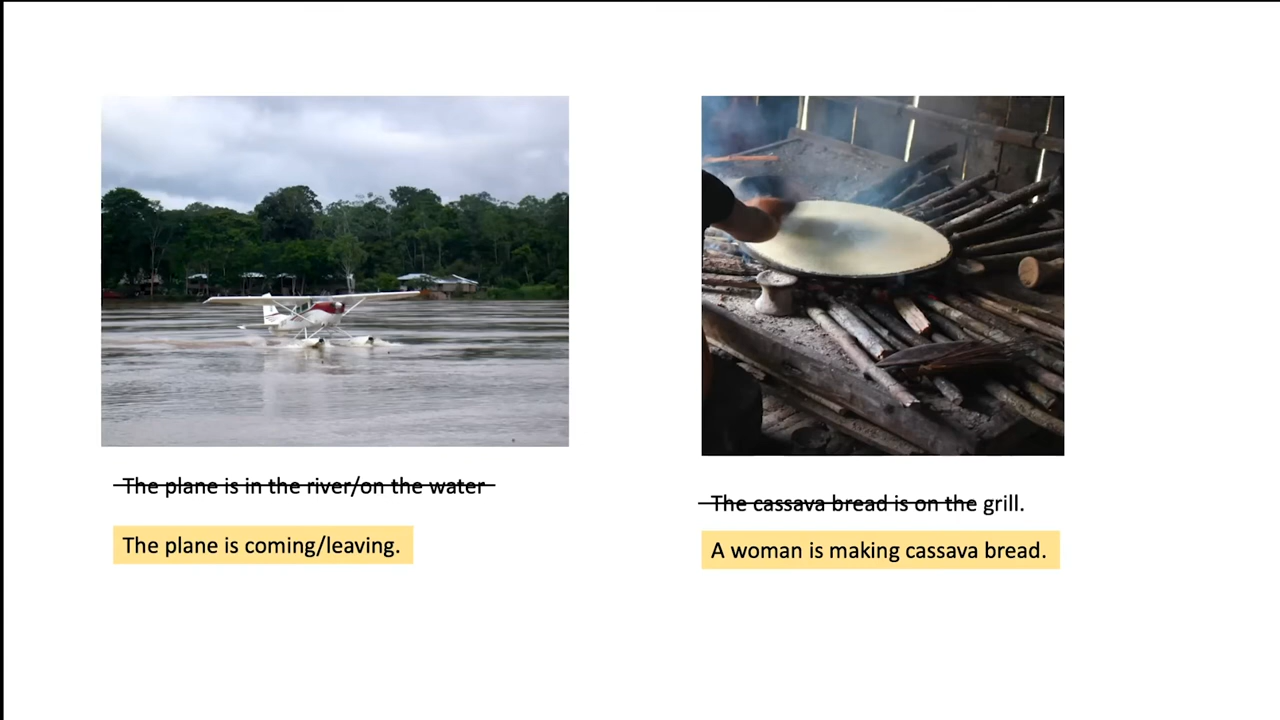 The plane is in the river/on the water
The plane is coming/leaving.
The cassava bread is on the grill.
A woman is making cassava bread.